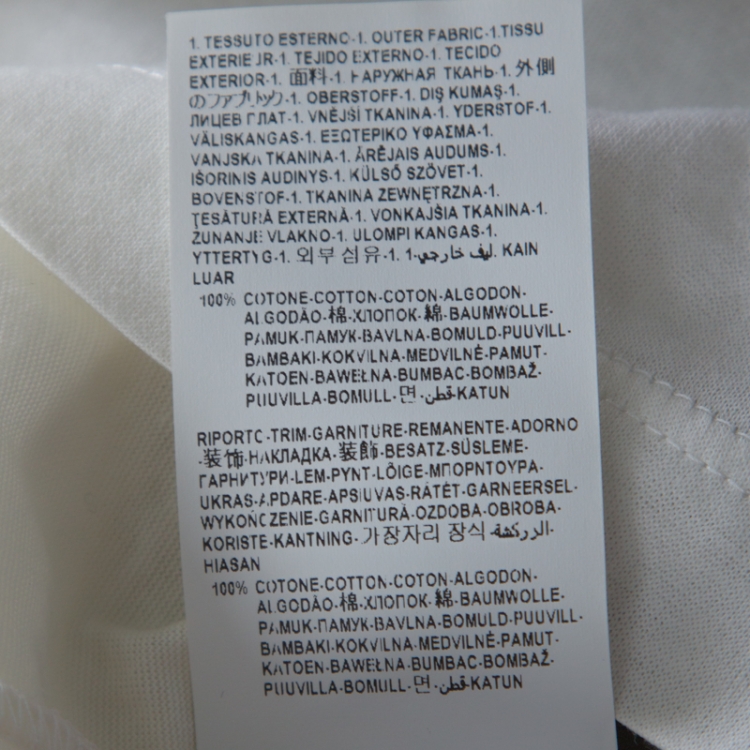 1. TESSUTO ESTERNO-1. OUTER FABRIC-1.TISSU
EXTERIEJR-1. TEJIDO EXTERNO-1. TECIDO
EXTERIOR-1. 面料-1. НАРУЖНАЯ ТКАНЬ-1. 外側
のファブリック-1. OBERSTOFF-1. DIŞ KUMAŞ-1.
ЛИЦЕВ ПЛАТ-1. VNĚJŠÍ TKANINA-1. YDERSTOF-1.
VÄLISKANGAS-1. ΕΞΩΤΕΡΙΚΟ ΥΦΑΣΜΑ-1.
VANJSKA TKANINA-1. ĀRĒJAIS AUDUMS-1.
IŠORINIS AUDINYS-1. KÜLSŐ SZÖVET-1.
BOVENSTOF-1. TKANINA ZEWNĘTRZNA-1.
ŢESĂTURĂ EXTERNĂ-1. VONKAJŠIA TKANINA-1.
ZUNANJE VLAKNO-1. ULOMPI KANGAS-1.
YTTERTYG-1. 외부 섬유-1. 1-ليف خارجي. KAIN
LUAR
100% COTONE-COTTON-COTON-ALGODON-
ALGODÃO-棉-ХЛОПОК-綿-BAUMWOLLE-
PAMUK-ПАМУК-BAVLNA-BOMULD-PUUVILL-
BAMBAKI-KOKVILNA-MEDVILNĖ-PAMUT-
KATOEN-BAWEŁNA-BUMBAC-BOMBAŽ-
PUUVILLA-BOMULL-면-قطن-KATUN
RIPORTO-TRIM-GARNITURE-REMANENTE-ADORNO
-装饰-НАКЛАДКА-装飾-BESATZ-SÜSLEME-
ГАРНИТУРИ-LEM-PYNT-LÕIGE-ΜΠΟΡΝΤΟΥΡΑ-
UKRAS-APDARE-APSIUVAS-RÁTÉT-GARNEERSEL-
WYKOŃCZENIE-GARNITURĂ-OZDOBA-OBROBA-
KORISTE-KANTNING-가장자리 장식-الزركشة-
HIASAN
100% COTONE-COTTON-COTON-ALGODON-
ALGODÃO-棉-ХЛОПОК-綿-BAUMWOLLE-
PAMUK-ПАМУК-BAVLNA-BOMULD-PUUVILL-
BAMBAKI-KOKVILNA-MEDVILNĖ-PAMUT-
KATOEN-BAWEŁNA-BUMBAC-BOMBAŽ-
PUUVILLA-BOMULL-면-قطن-KATUN